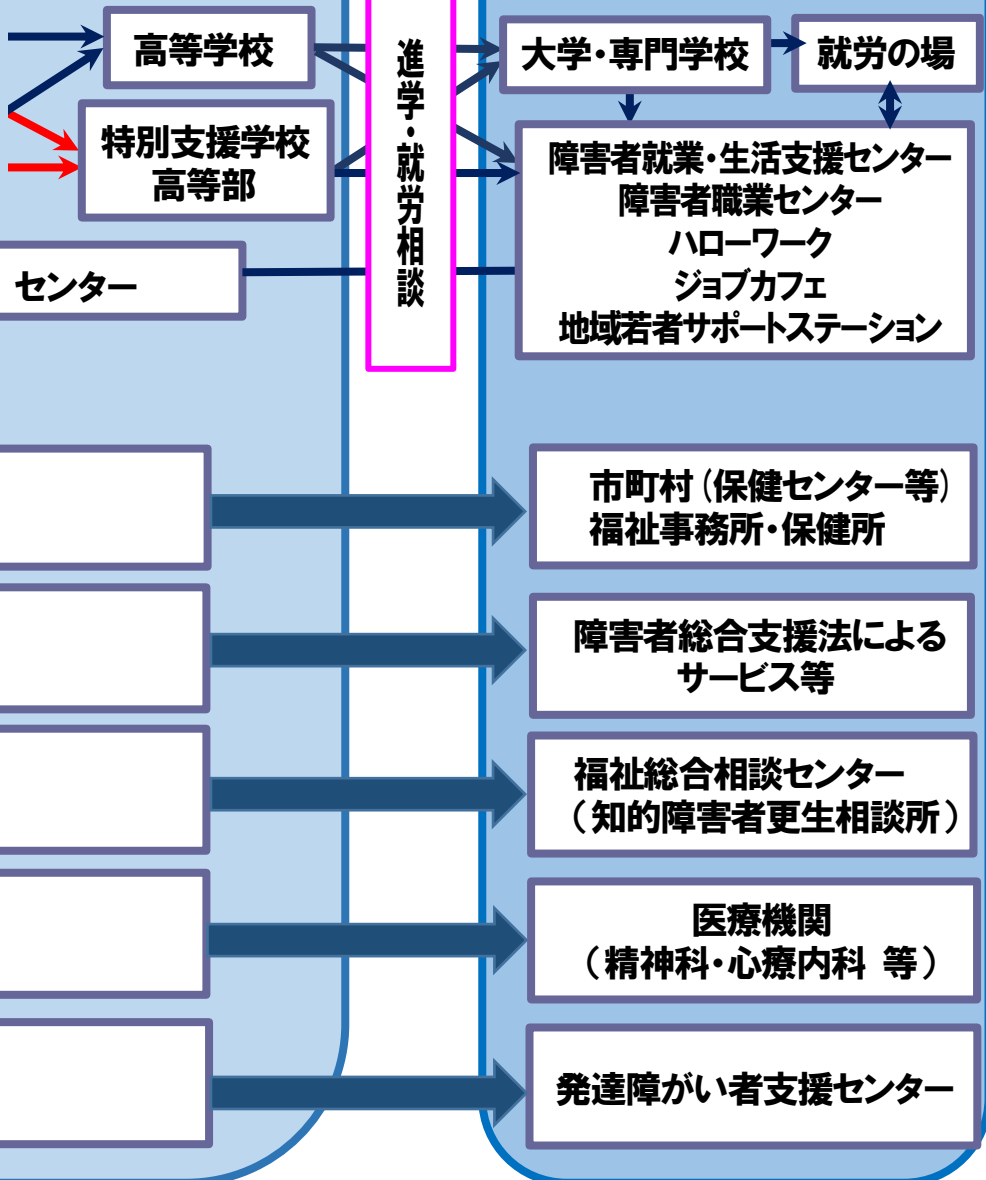 高等学校
特別支援学校
高等部
センター
進学・就労相談
大学・専門学校
就労の場
障害者就業・生活支援センター
障害者職業センター
ハローワーク
ジョブカフェ
地域若者サポートステーション
市町村（保健センター等）
福祉事務所・保健所
障害者総合支援法による
サービス等
福祉総合相談センター
（知的障害者更生相談所）
医療機関
（精神科・心療内科 等）
発達障がい者支援センター